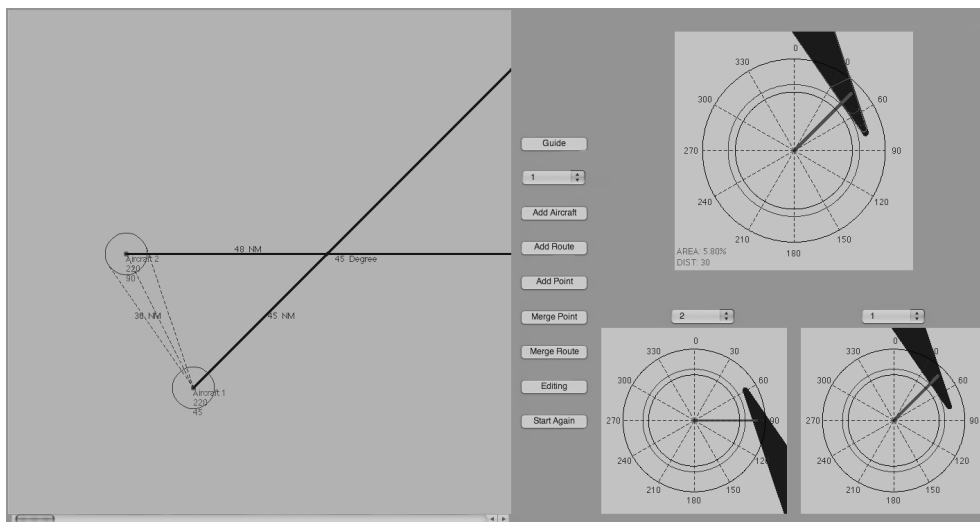 48 NM
45 Degree
Aircraft 2
220
90
36 NM
45 NM
Aircraft 1
220
45
Guide
1
Add Aircraft
Add Route
Add Point
Merge Point
Merge Route
Editing
Start Again
0
330
300
60
270
90
240
120
210
150
180
AREA: 5.80%
DIST: 30
2
0
330
30
300
60
270
90
240
120
210
150
180
1
0
330
300
60
270
90
240
120
210
150
180